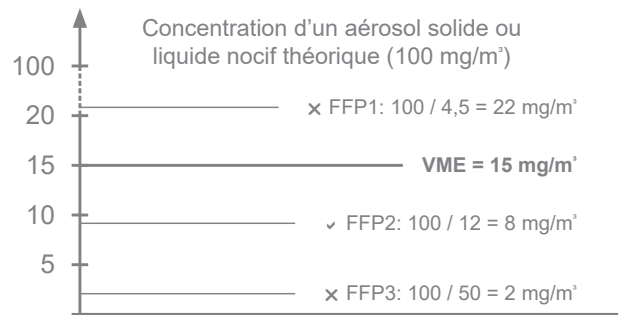 Concentration d'un aérosol solide ou
liquide nocif théorique (100 mg/m³)
100
× FFP1: 100 / 4,5 = 22 mg/m³
20
15
VME = 15 mg/m³
10
✓ FFP2: 100 / 12 = 8 mg/m³
5
× FFP3: 100 / 50 = 2 mg/m³